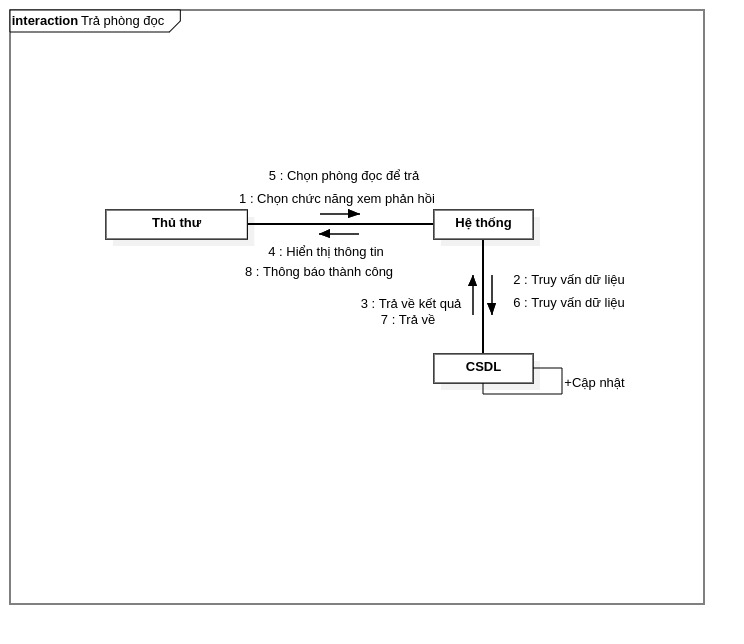 interaction Trả phòng đọc
5 : Chọn phòng đọc để trả
1 : Chọn chức năng xem phản hồi
Thủ thư
Hệ thống
4 : Hiển thị thông tin
8 : Thông báo thành công
2 : Truy vấn dữ liệu
3 : Trả về kết quả
6 : Truy vấn dữ liệu
7 : Trả về
CSDL
+Cập nhật